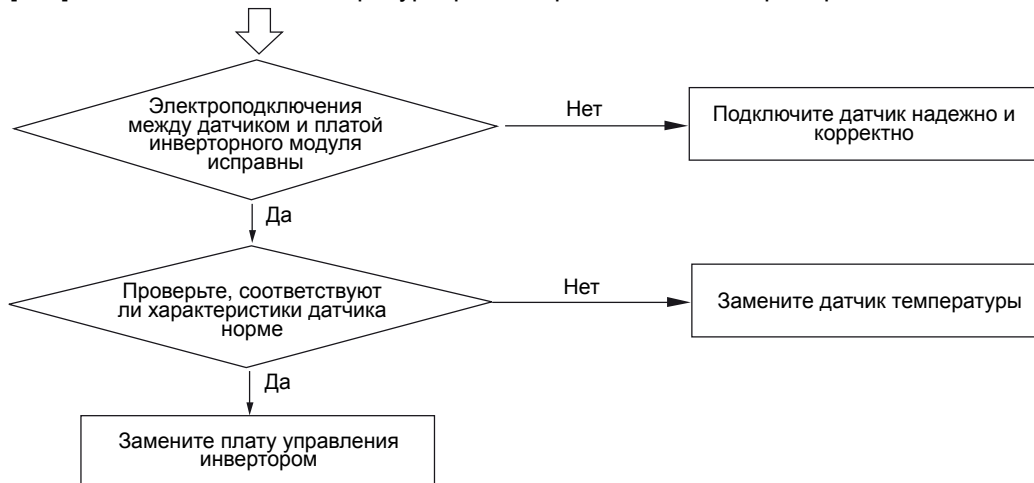 Электроподключения
между датчиком и платой
инверторного модуля
исправны
Нет
Подключите датчик надежно и
корректно
Да
Проверьте, соответствуют
ли характеристики датчика
норме
Нет
Замените датчик температуры
Да
Замените плату управления
инвертором